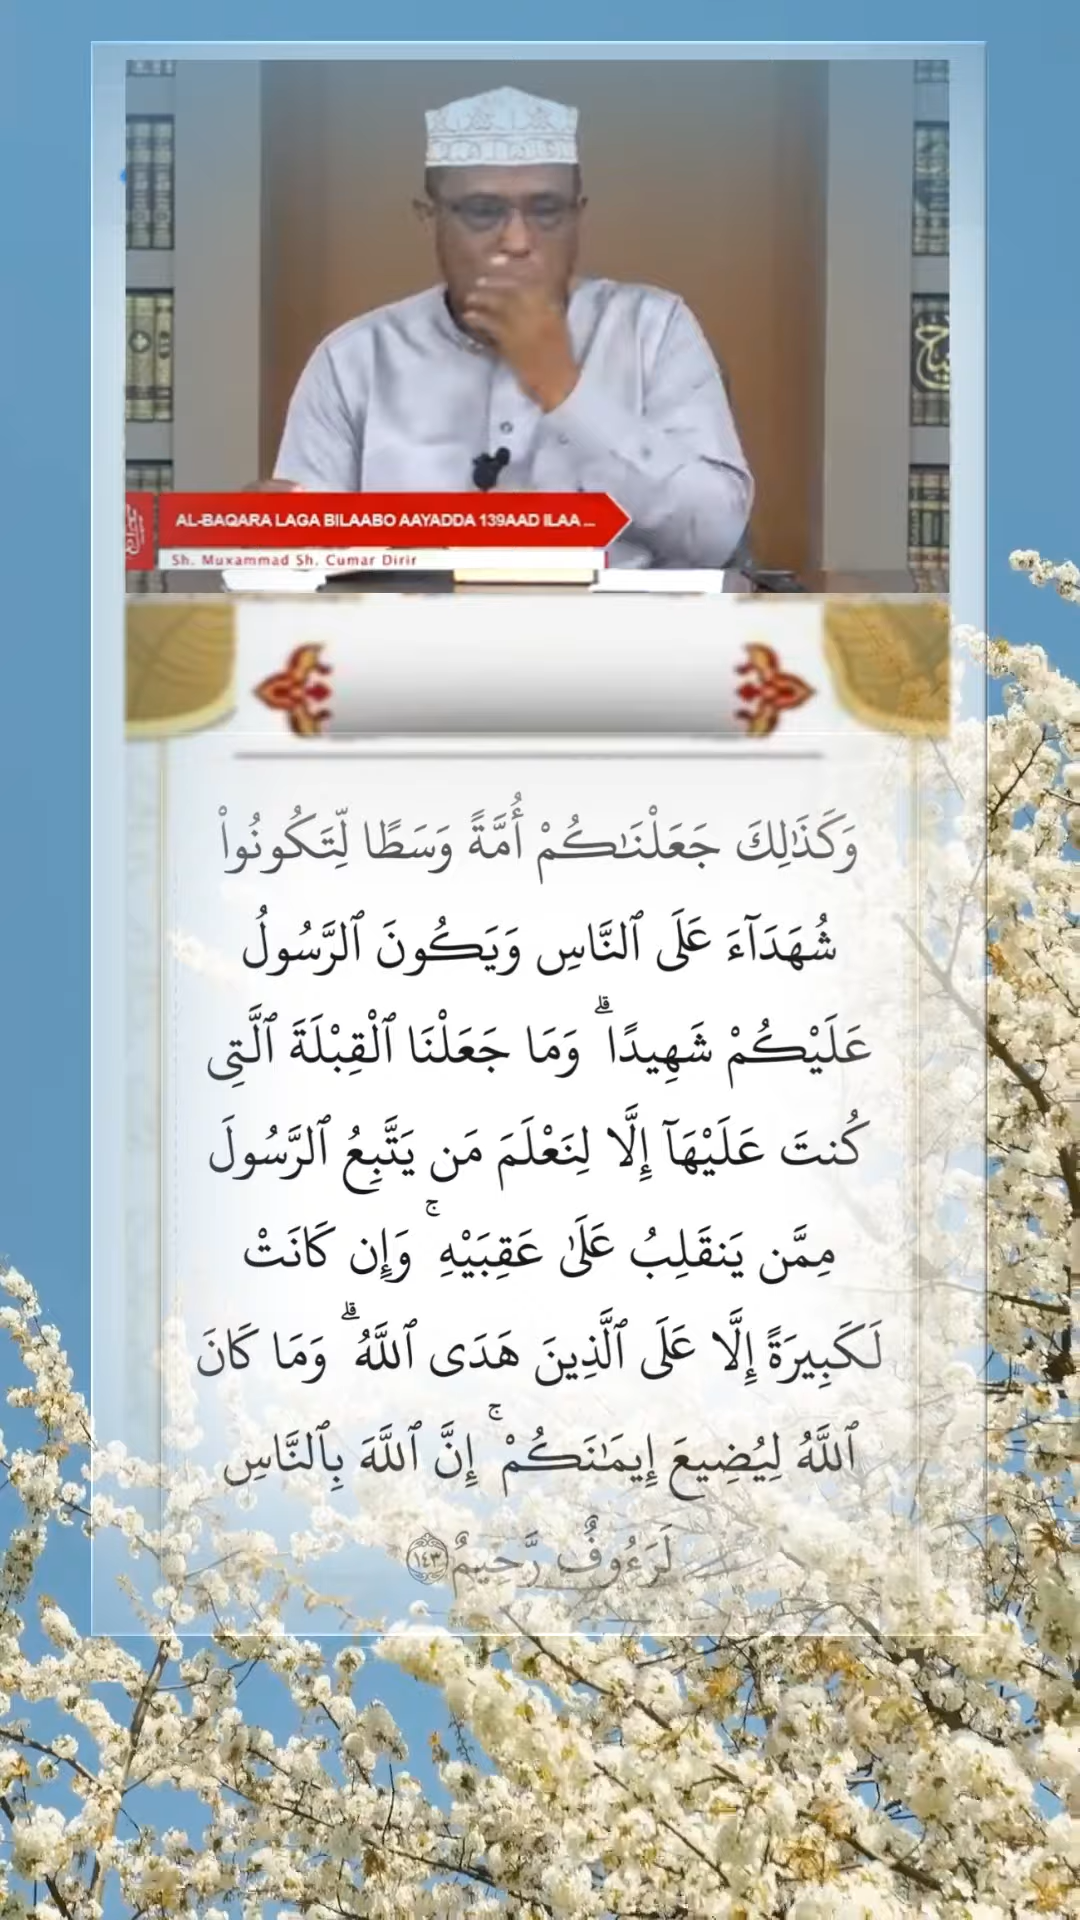 AL-BAQARA LAGA BILAABO AAYADDA 139AAD ILAA ...
Sh. Muxammad Sh. Cumar Dirir
وَكَذَٰلِكَ جَعَلْنَـٰكُمْ أُمَّةً وَسَطًا لِّتَكُونُوا۟
شُهَدَآءَ عَلَى ٱلنَّاسِ وَيَكُونَ ٱلرَّسُولُ
عَلَيْكُمْ شَهِيدًا ۗ وَمَا جَعَلْنَا ٱلْقِبْلَةَ ٱلَّتِى
كُنتَ عَلَيْهَآ إِلَّا لِنَعْلَمَ مَن يَتَّبِعُ ٱلرَّسُولَ
مِمَّن يَنقَلِبُ عَلَىٰ عَقِبَيْهِ ۚ وَإِن كَانَتْ
لَكَبِيرَةً إِلَّا عَلَى ٱلَّذِينَ هَدَى ٱللَّهُ ۗ وَمَا كَانَ
ٱللَّهُ لِيُضِيعَ إِيمَـٰنَكُمْ ۚ إِنَّ ٱللَّهَ بِٱلنَّاسِ
لَرَءُوفٌ رَّحِيمٌ ١٤٣